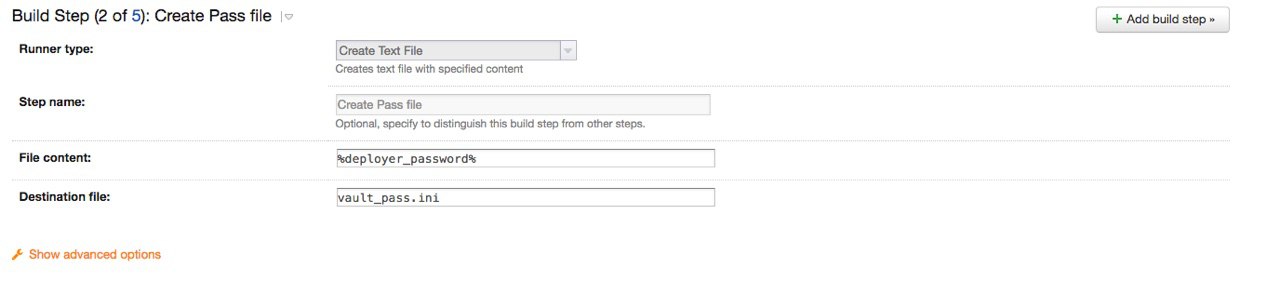 Build Step (2 of 5): Create Pass file
+ Add build step »
Runner type:
Create Text File
Creates text file with specified content
Step name:
Create Pass file
Optional, specify to distinguish this build step from other steps.
File content:
%deployer_password%
Destination file:
vault_pass.ini
Show advanced options